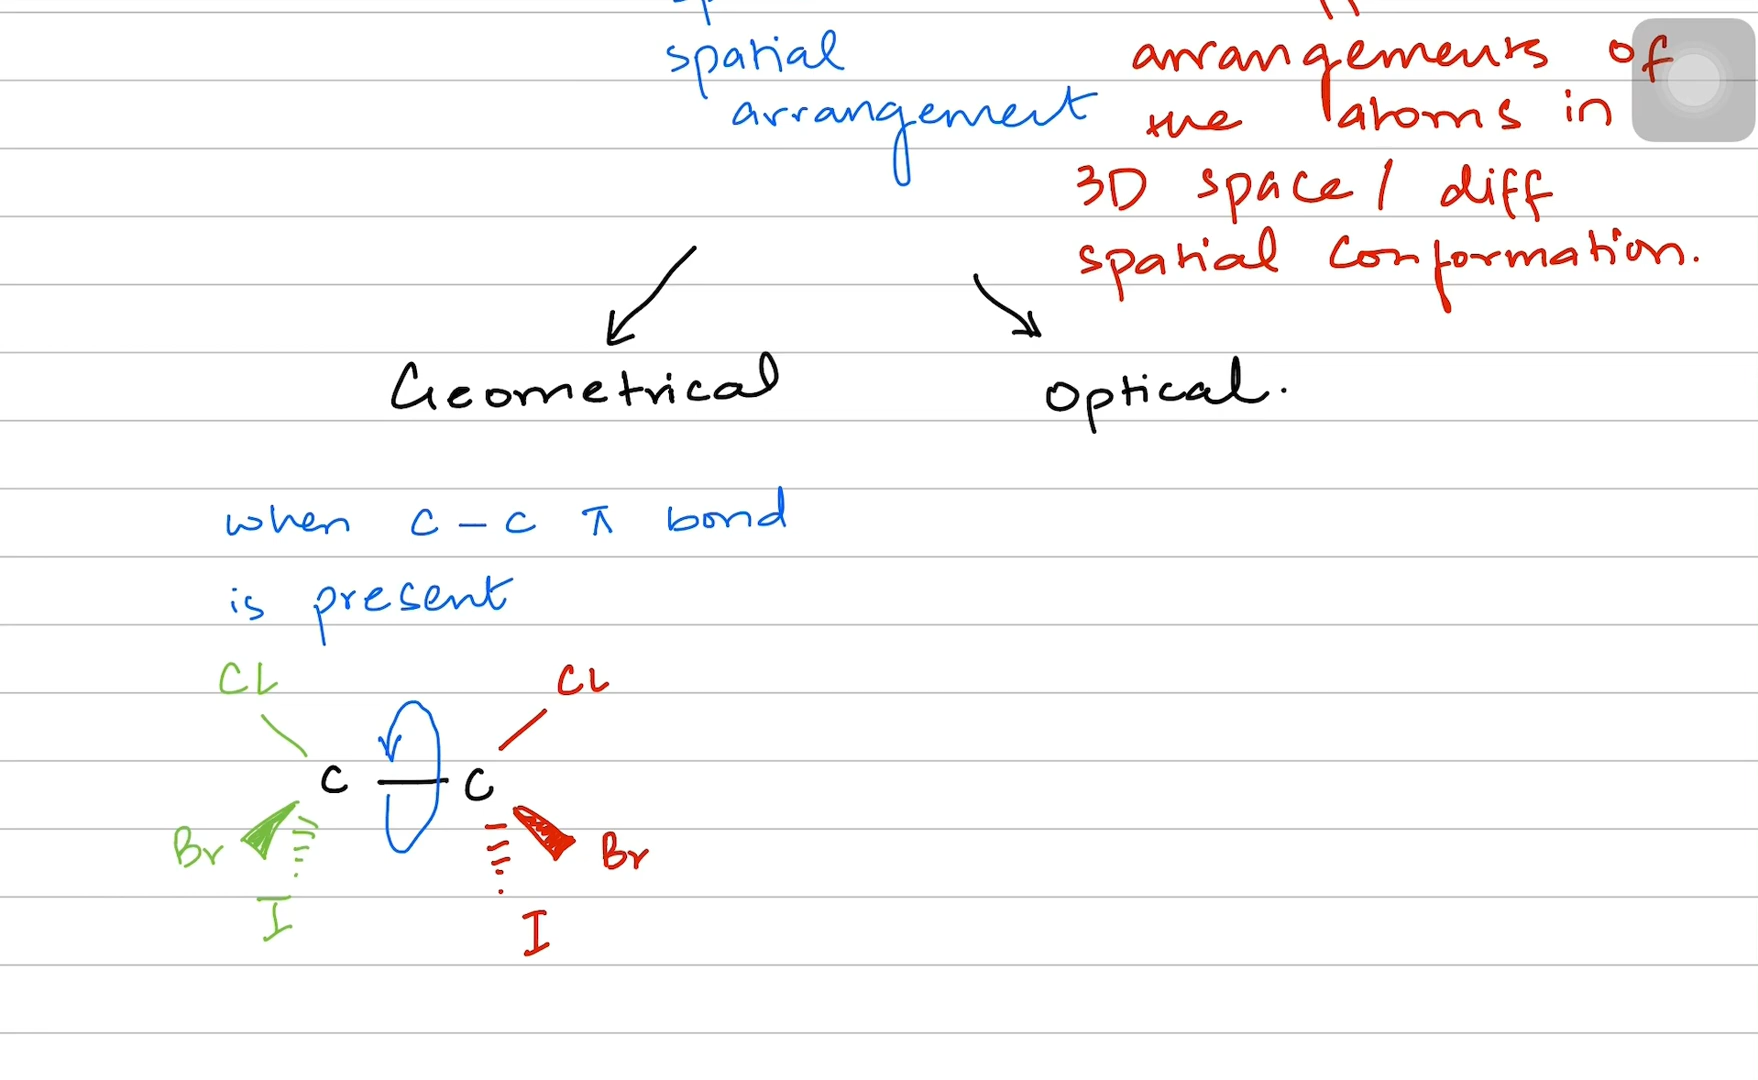 spatial
arrangement
arrangements of
the atoms in
3D space / diff
spatial conformation.
Geometrical
Optical.
when C - C π bond
is present
Cl Cl
C — C
Br Br
I I